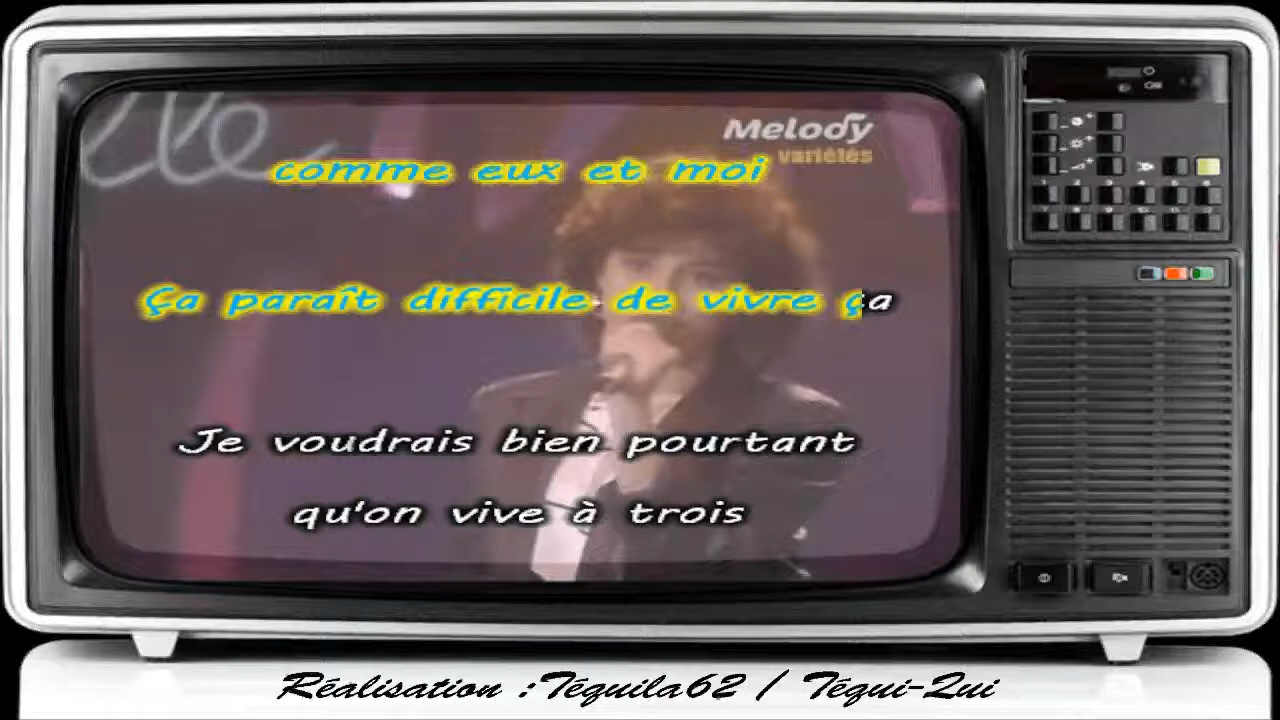 Melody
variétés
comme eux et moi
Ça paraît difficile de vivre ça
Je voudrais bien pourtant
qu'on vive à trois
Réalisation :Téquila62 / Téqui-Qui